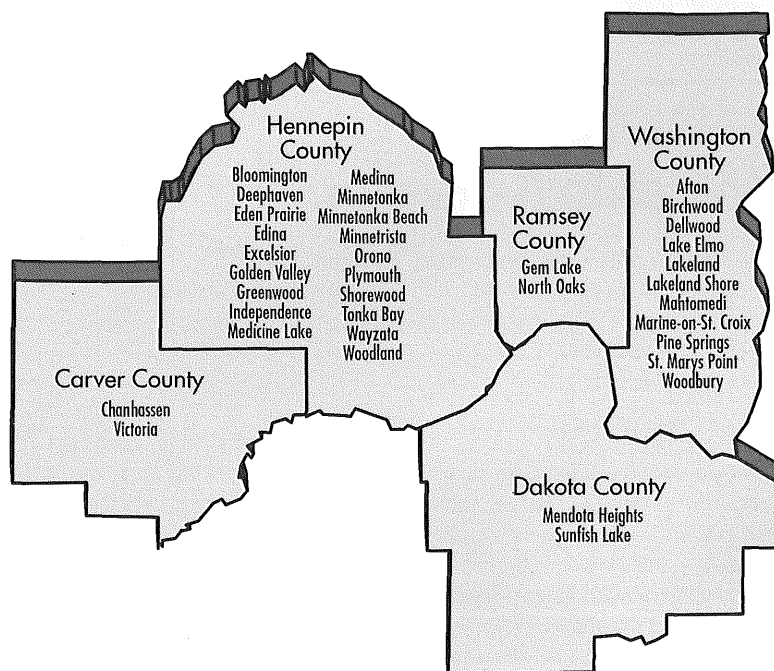 Hennepin
County
Bloomington
Deephaven
Eden Prairie
Edina
Excelsior
Golden Valley
Greenwood
Independence
Medicine Lake
Medina
Minnetonka
Minnetonka Beach
Minnetrista
Orono
Plymouth
Shorewood
Tonka Bay
Wayzata
Woodland
Ramsey
County
Gem Lake
North Oaks
Washington
County
Afton
Birchwood
Dellwood
Lake Elmo
Lakeland
Lakeland Shore
Mahtomedi
Marine-on-St. Croix
Pine Springs
St. Marys Point
Woodbury
Carver County
Chanhassen
Victoria
Dakota County
Mendota Heights
Sunfish Lake